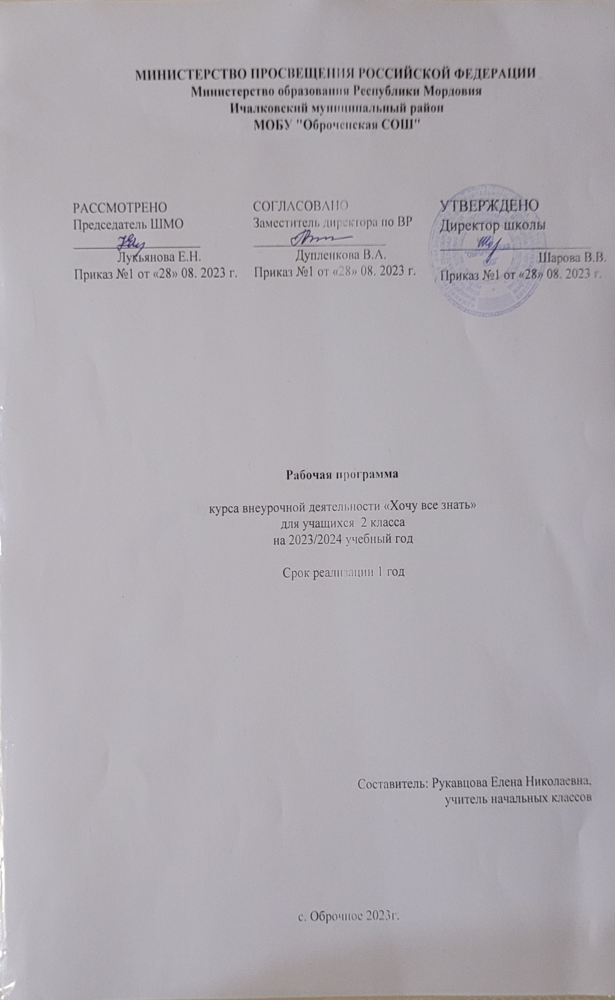 МИНИСТЕРСТВО ПРОСВЕЩЕНИЯ РОССИЙСКОЙ ФЕДЕРАЦИИ
Министерство образования Республики Мордовия
Ичалковский муниципальный район
МОБУ "Оброченская СОШ"
РАССМОТРЕНО
Председатель ШМО
Лукьянова Е.Н.
Приказ №1 от «28» 08. 2023 г.
СОГЛАСОВАНО
Заместитель директора по ВР
Дупленкова В.А.
Приказ №1 от «28» 08. 2023 г.
УТВЕРЖДЕНО
Директор школы
Шарова В.В.
Приказ №1 от «28» 08. 2023 г.
Рабочая программа
курса внеурочной деятельности «Хочу все знать»
для учащихся 2 класса
на 2023/2024 учебный год
Срок реализации 1 год
Составитель: Рукавцова Елена Николаевна,
учитель начальных классов
с. Оброчное 2023г.